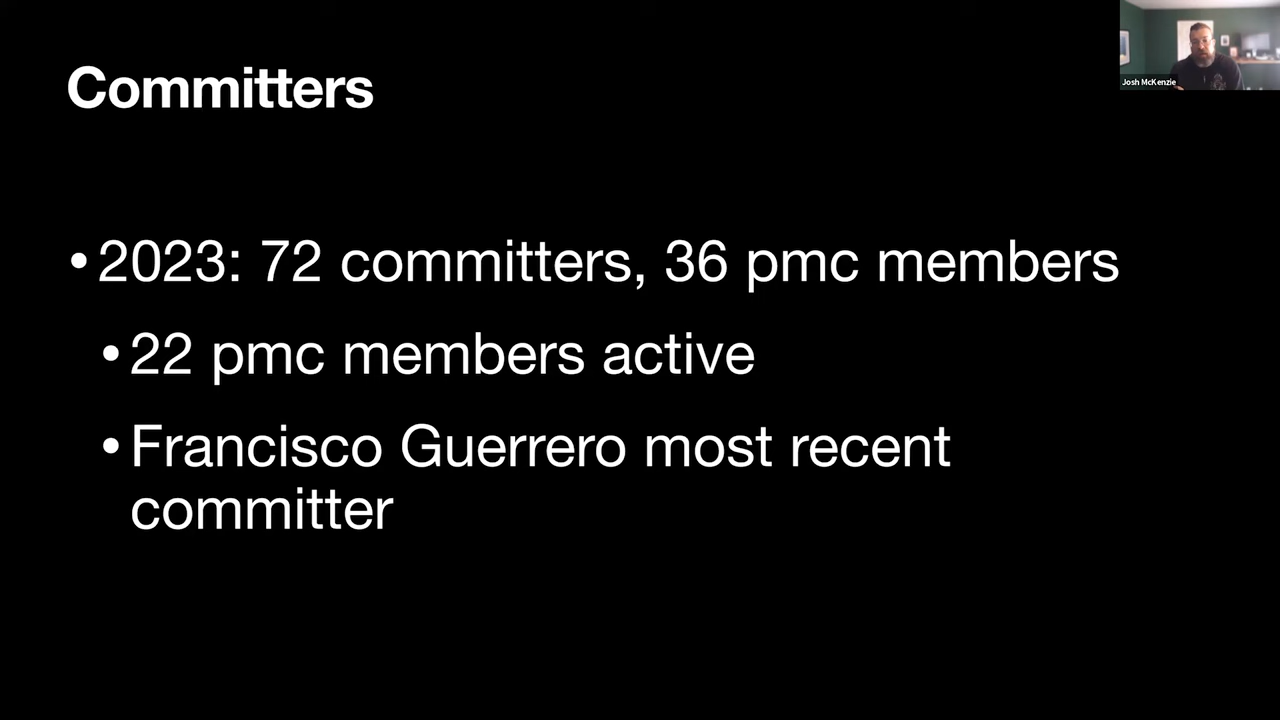 Josh McKenzie
Committers
• 2023: 72 committers, 36 pmc members
• 22 pmc members active
• Francisco Guerrero most recent
committer